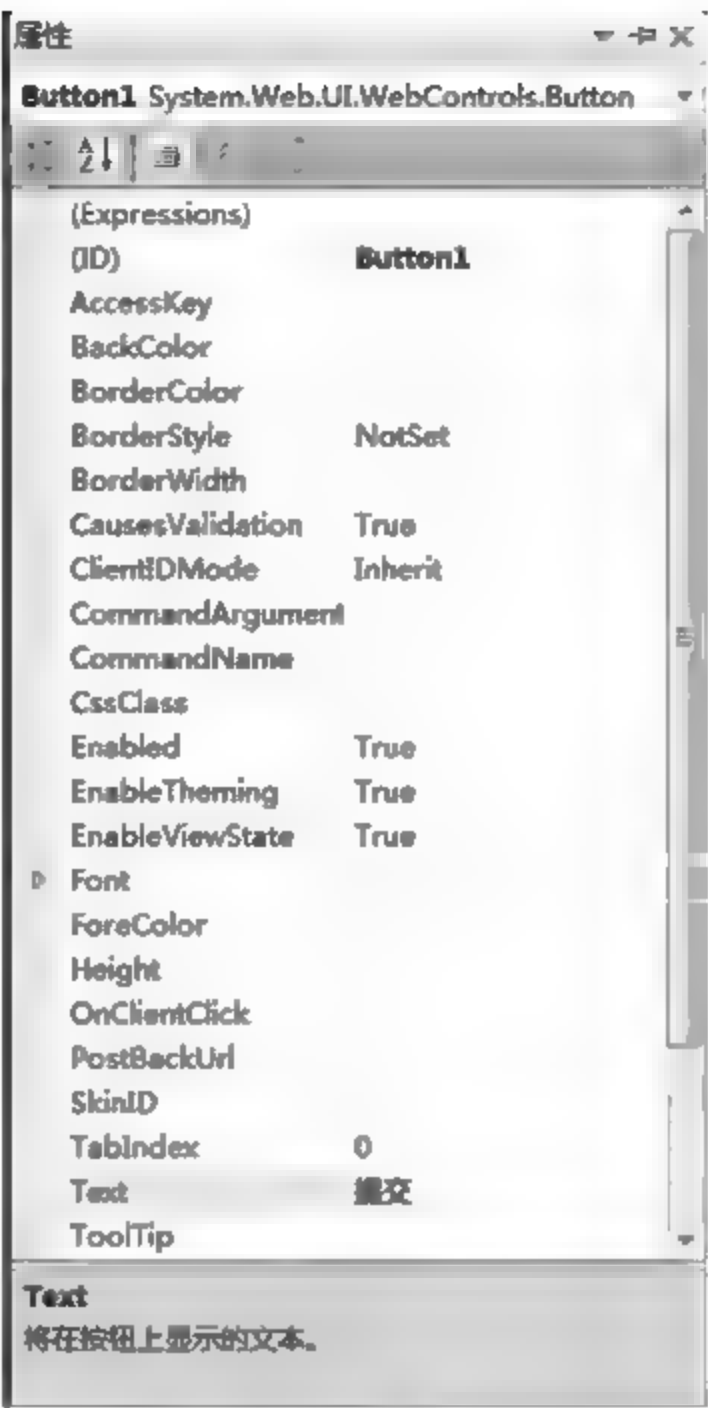 属性
Button1 System.Web.UI.WebControls.Button
(Expressions)
(ID) Button1
AccessKey
BackColor
BorderColor
BorderStyle NotSet
BorderWidth
CausesValidation True
ClientIDMode Inherit
CommandArgument
CommandName
CssClass
Enabled True
EnableTheming True
EnableViewState True
Font
ForeColor
Height
OnClientClick
PostBackUrl
SkinID
TabIndex 0
Text 提交
ToolTip
Text
将在按钮上显示的文本。